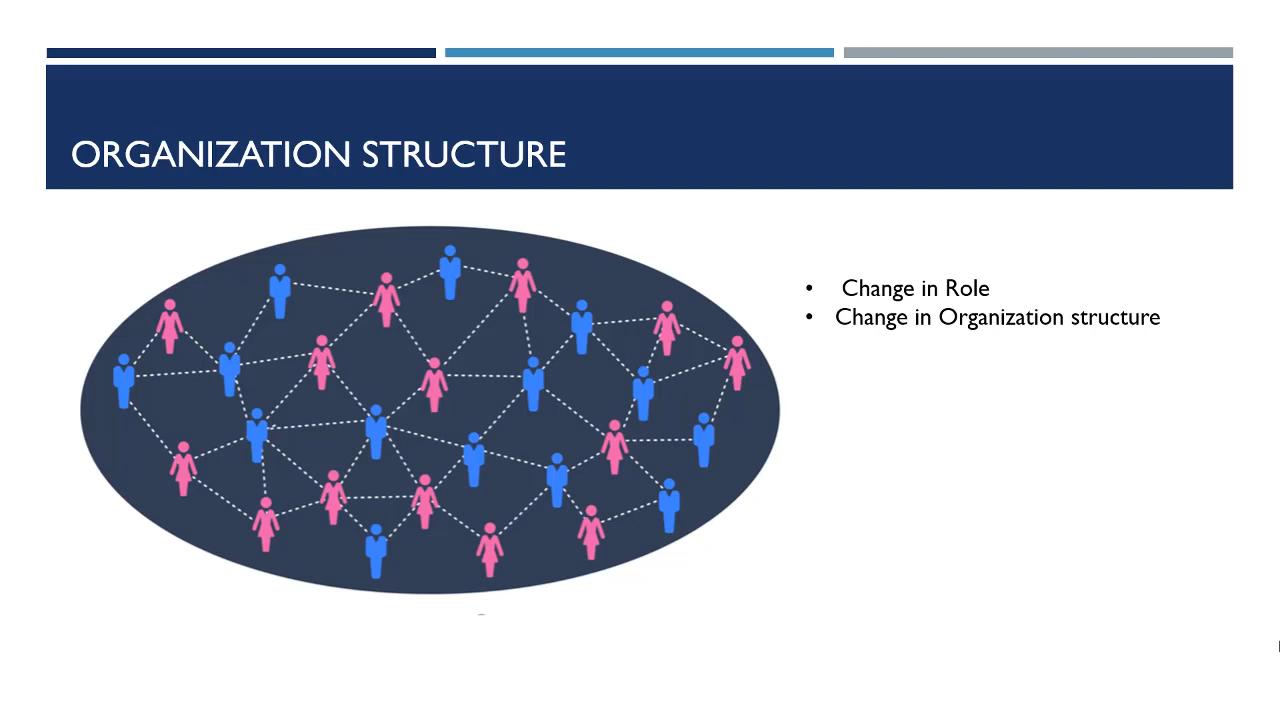 ORGANIZATION STRUCTURE
• Change in Role
• Change in Organization structure